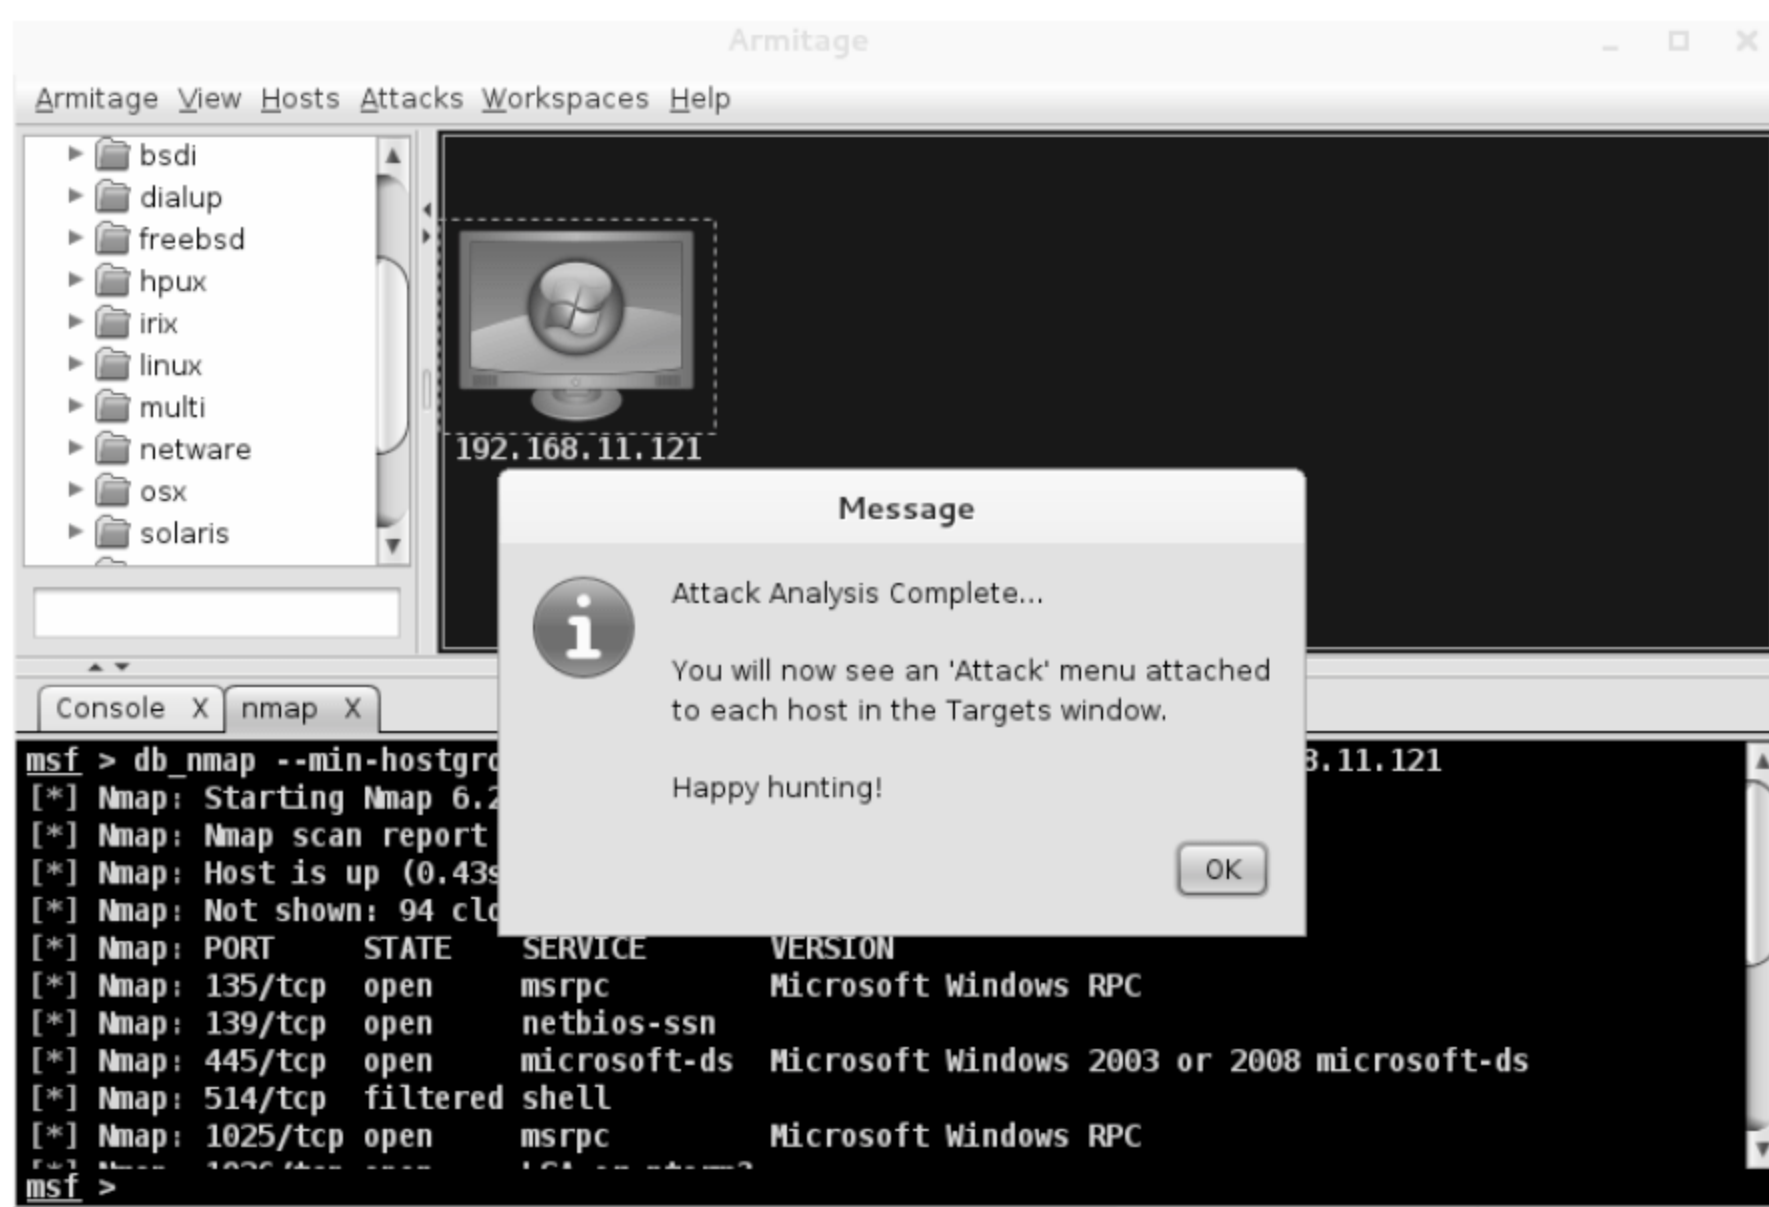 Armitage
Armitage View Hosts Attacks Workspaces Help
bsdi
dialup
freebsd
hpux
irix
linux
multi
netware
osx
solaris
192.168.11.121
Message
Attack Analysis Complete...
You will now see an 'Attack' menu attached
to each host in the Targets window.
Happy hunting!
OK
Console X nmap X
msf > db_nmap --min-hostgro 8.11.121
[*] Nmap: Starting Nmap 6.2
[*] Nmap: Nmap scan report
[*] Nmap: Host is up (0.43s
[*] Nmap: Not shown: 94 clo
[*] Nmap: PORT STATE SERVICE VERSION
[*] Nmap: 135/tcp open msrpc Microsoft Windows RPC
[*] Nmap: 139/tcp open netbios-ssn
[*] Nmap: 445/tcp open microsoft-ds Microsoft Windows 2003 or 2008 microsoft-ds
[*] Nmap: 514/tcp filtered shell
[*] Nmap: 1025/tcp open msrpc Microsoft Windows RPC
msf >